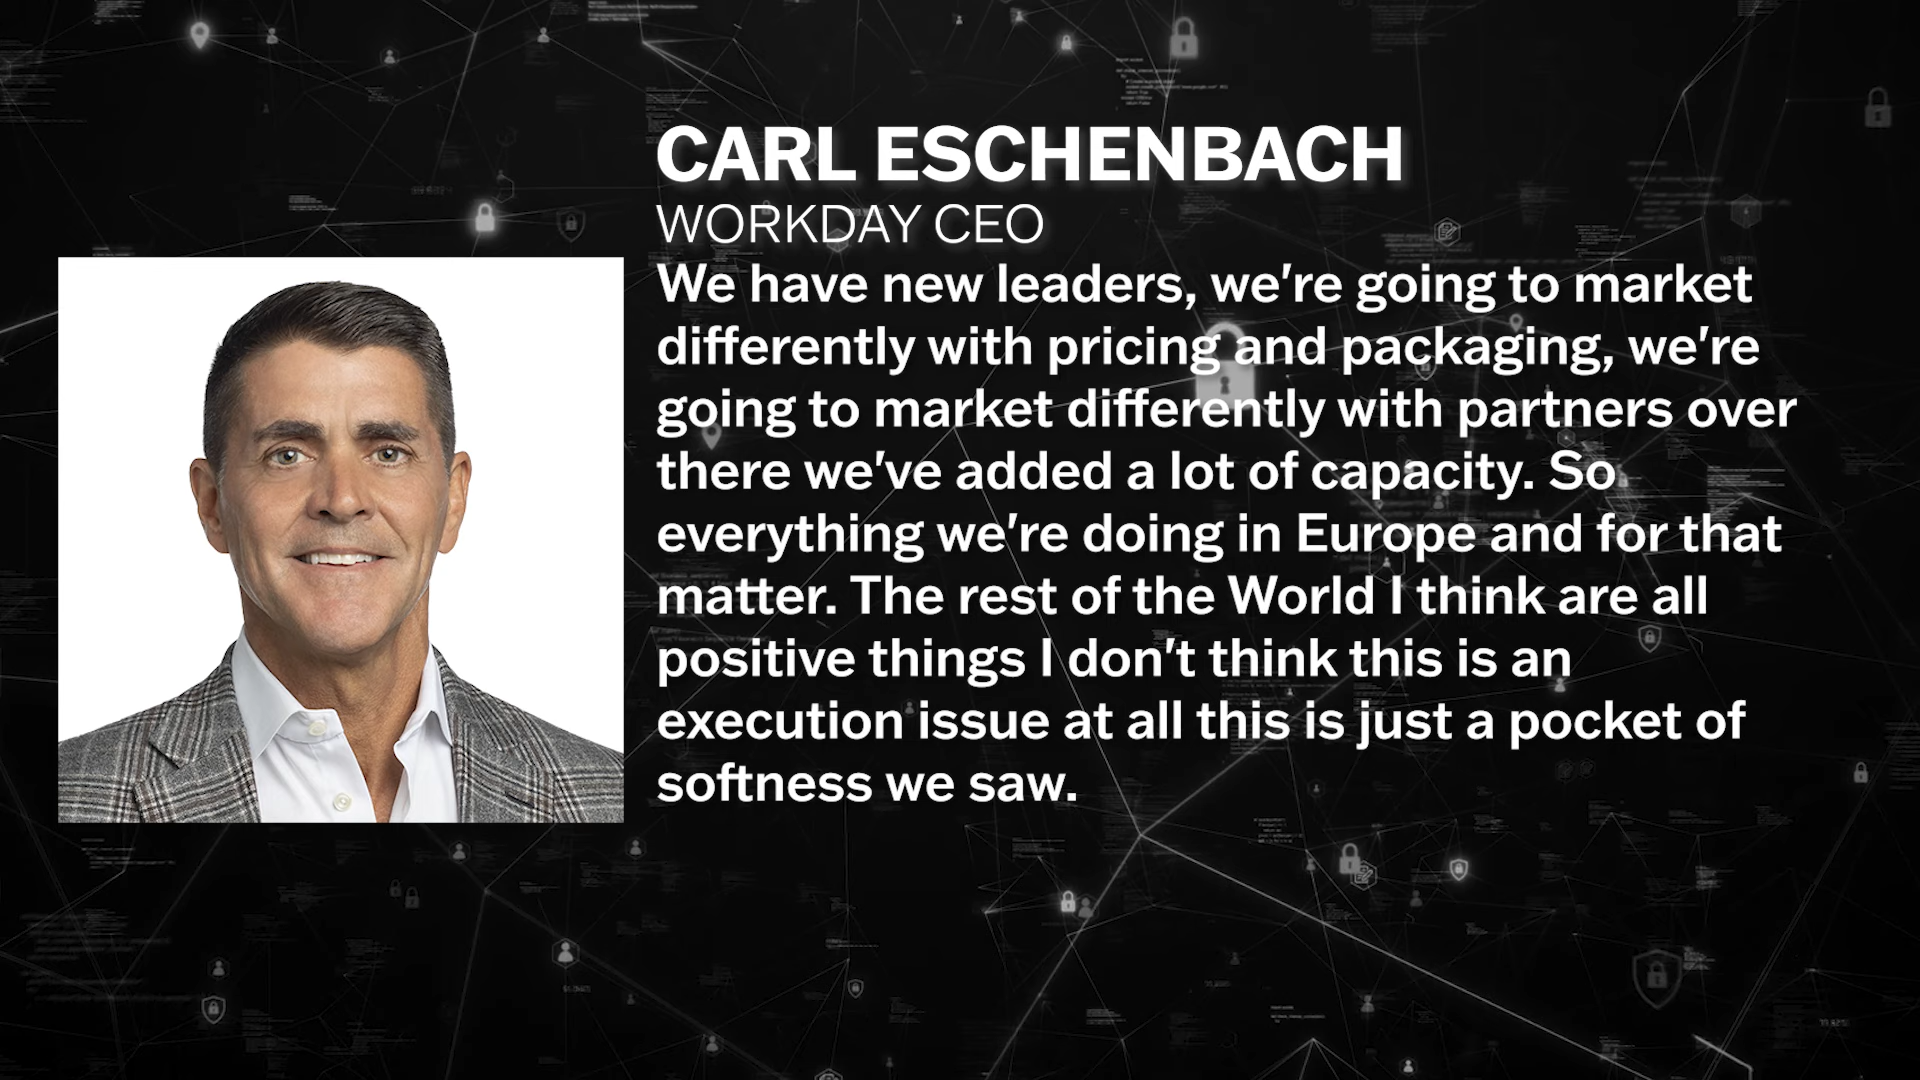 CARL ESCHENBACH
WORKDAY CEO
We have new leaders, we're going to market
differently with pricing and packaging, we're
going to market differently with partners over
there we've added a lot of capacity. So
everything we're doing in Europe and for that
matter. The rest of the World I think are all
positive things I don't think this is an
execution issue at all this is just a pocket of
softness we saw.